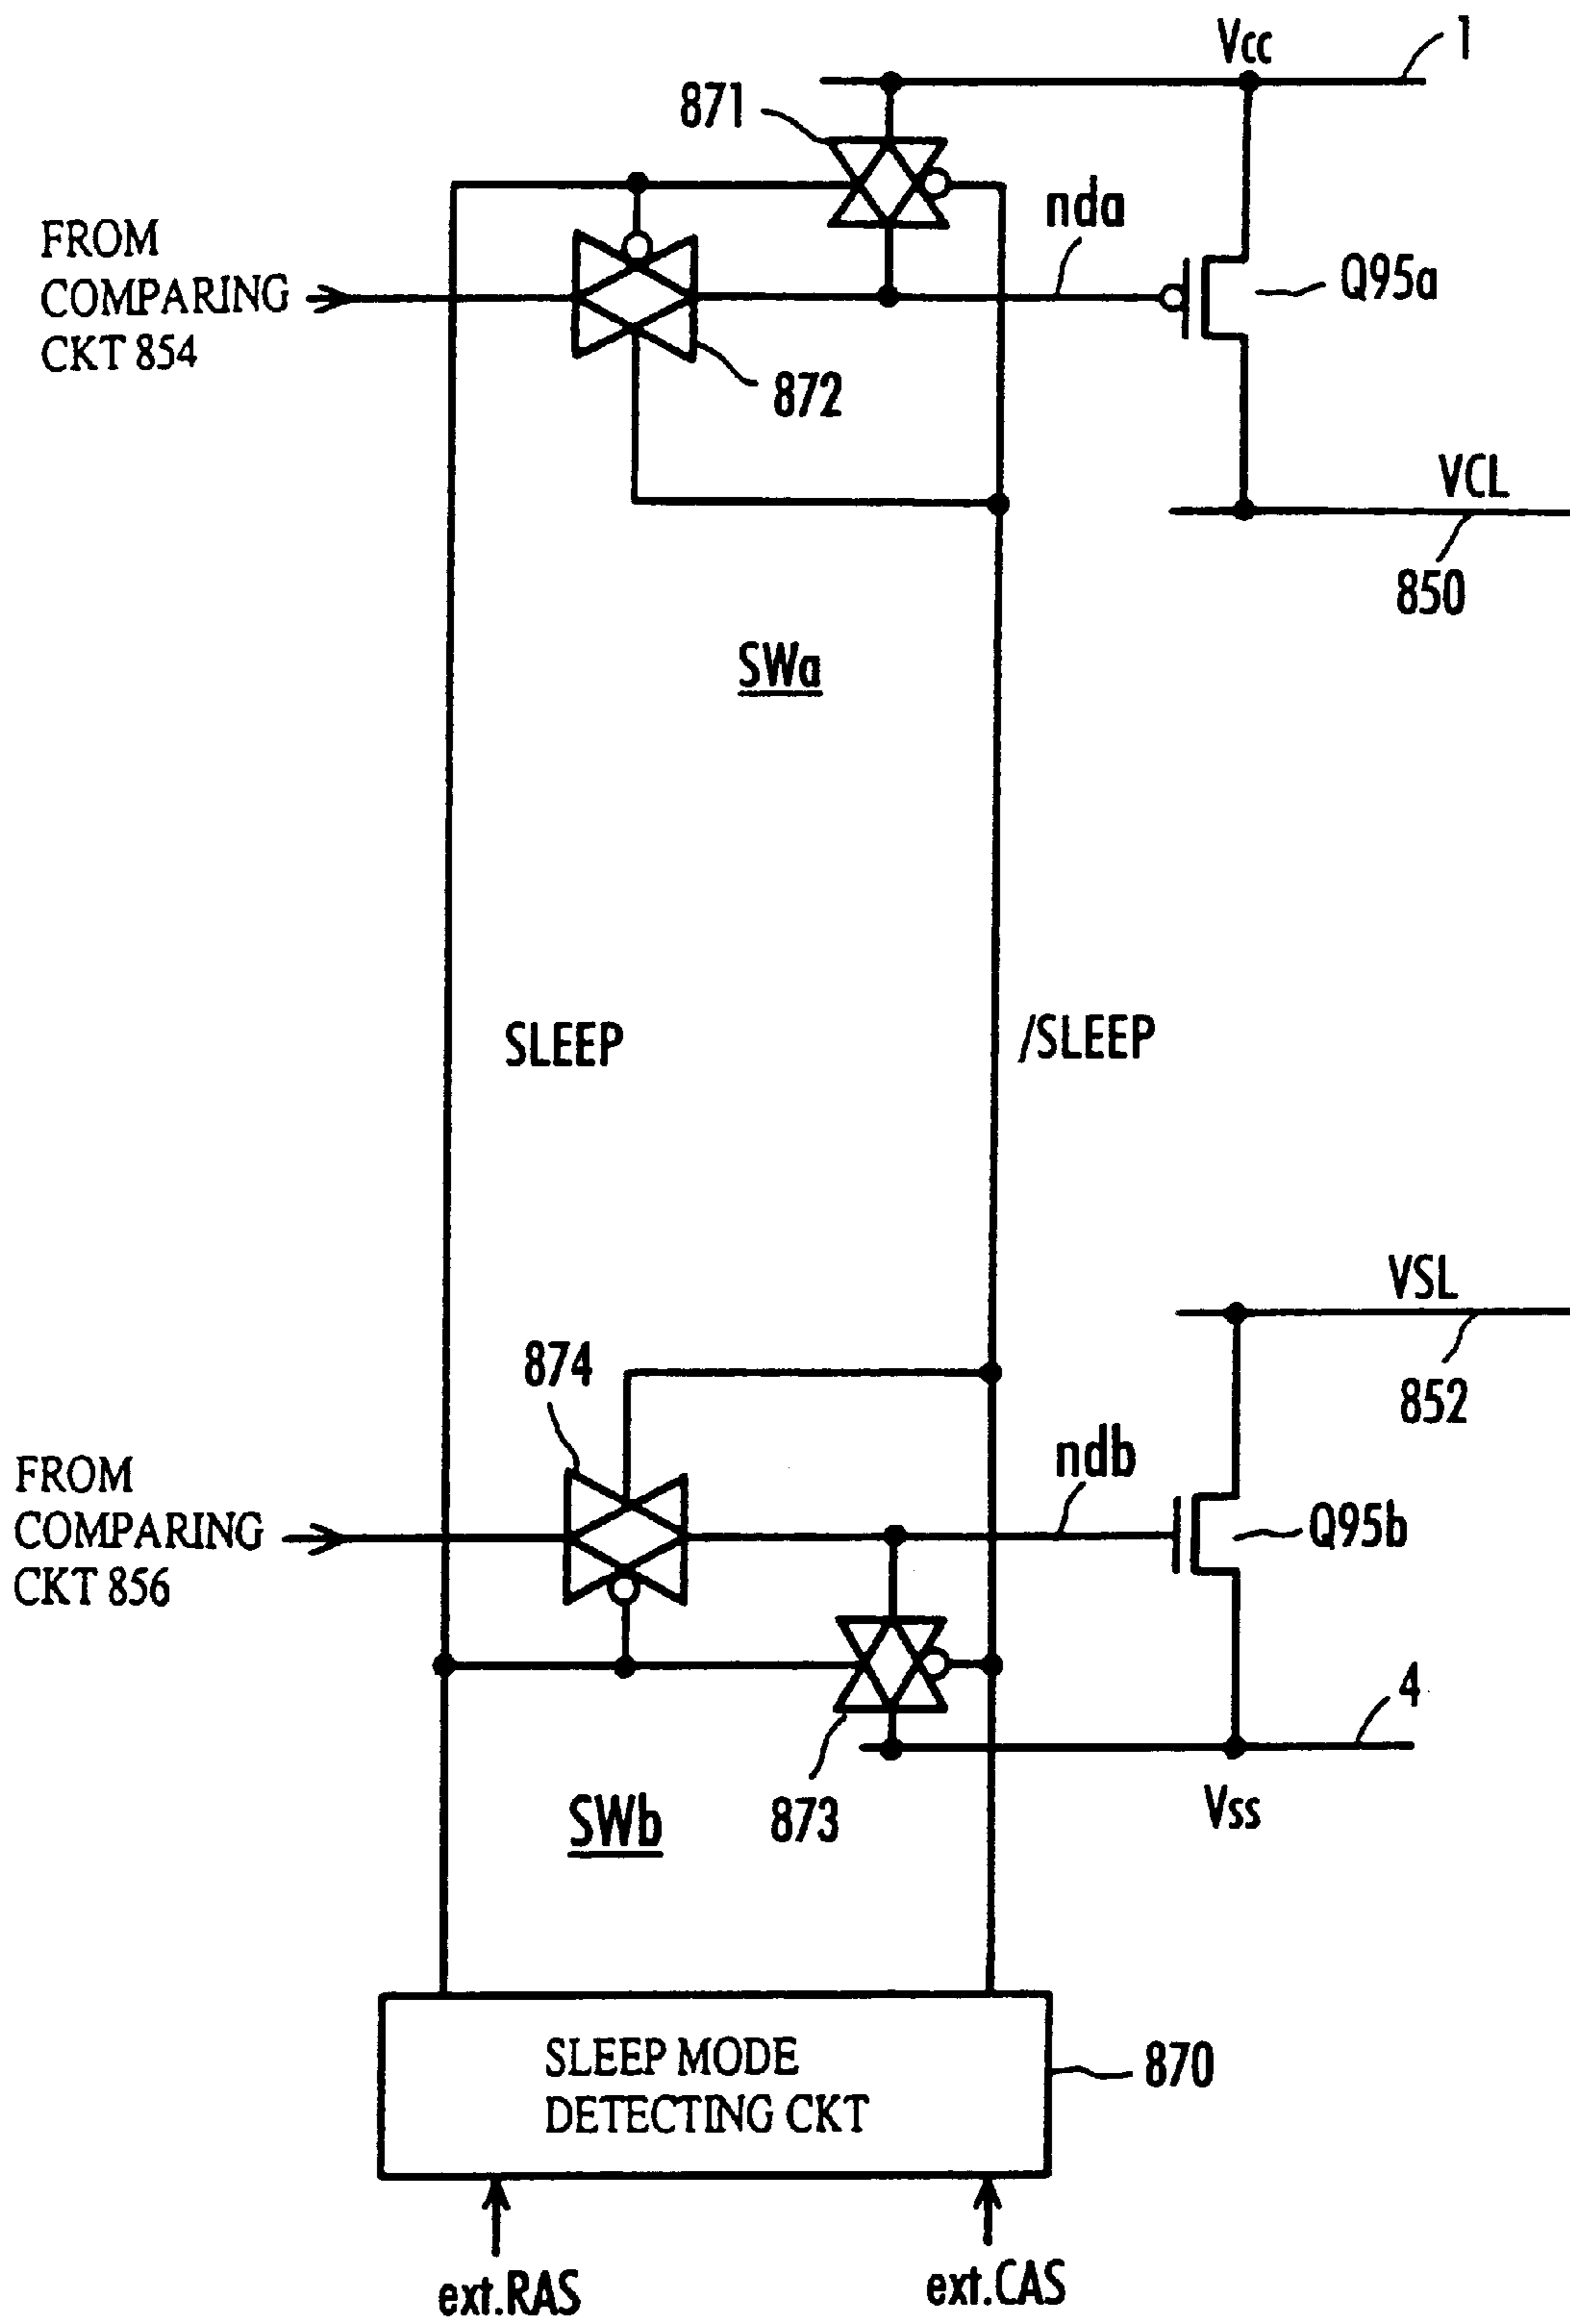 Vcc
1
871
nda
FROM
COMPARING
CKT 854
Q95a
872
VCL
850
SWa
SLEEP
/SLEEP
VSL
874
852
ndb
FROM
COMPARING
CKT 856
Q95b
4
873
SWb
Vss
SLEEP MODE
DETECTING CKT
870
ext.RAS
ext.CAS